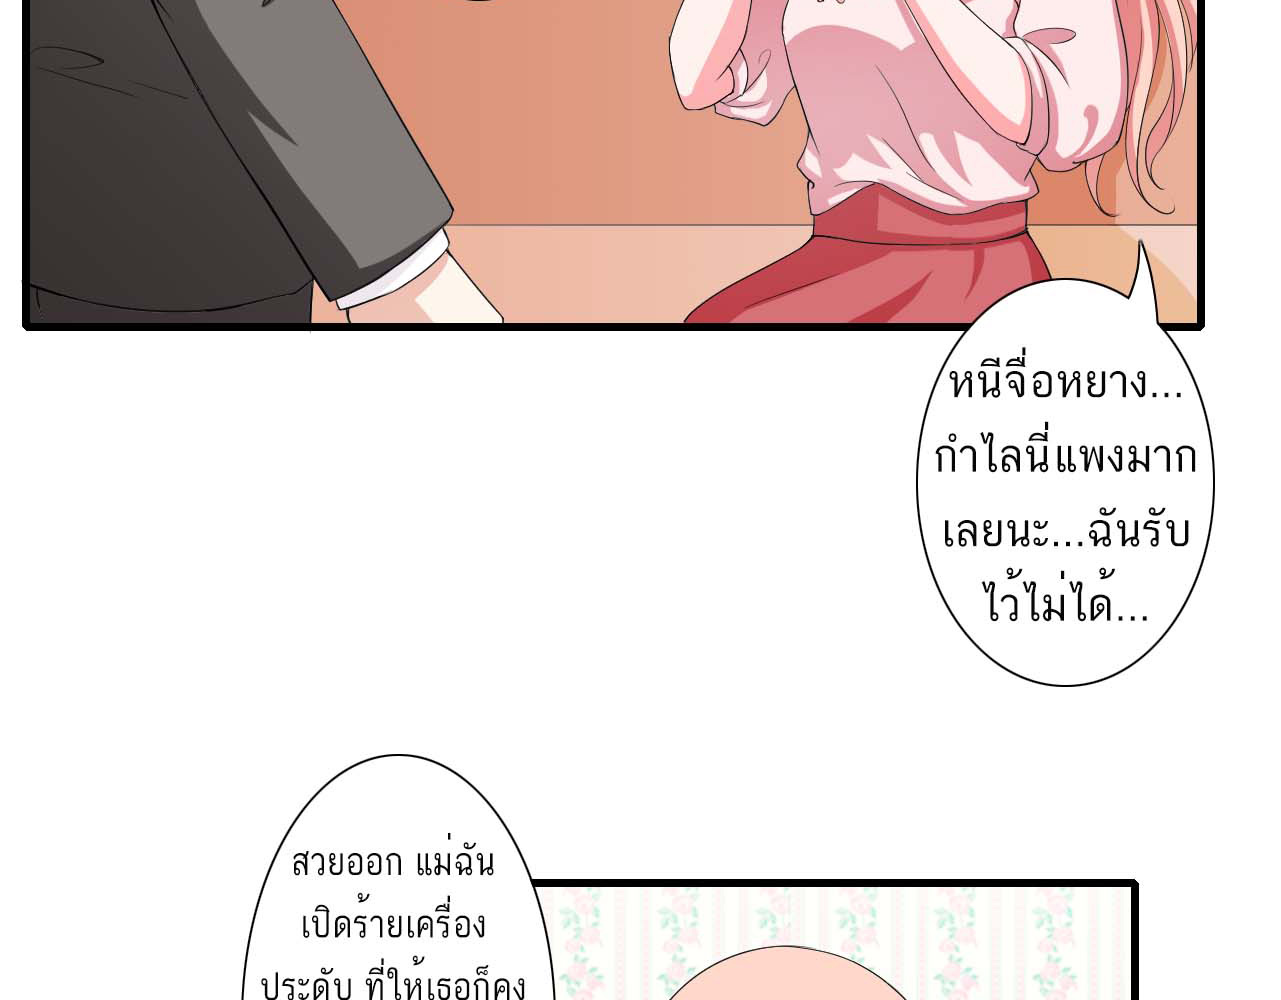 หนีจื่อหยาง...
กำไลนี่แพงมาก
เลยนะ...ฉันรับ
ไว้ไม่ได้...
สวยออก แม่ฉัน
เปิดร้ายเครื่อง
ประดับ ที่ให้เธอก็คง